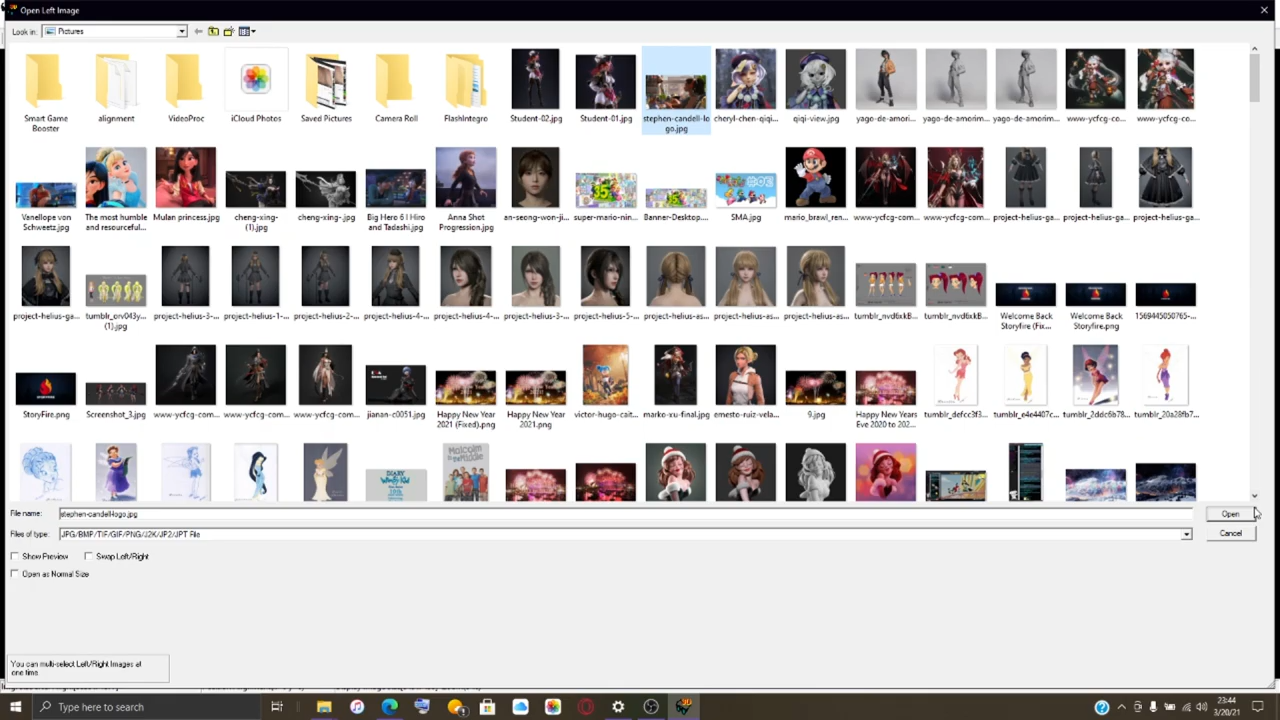 Open Left Image
Look in: Pictures
Smart Game Booster
alignment
VideoProc
iCloud Photos
Saved Pictures
Camera Roll
FlashIntegro
Student-02.jpg
Student-01.jpg
stephen-candell-logo.jpg
cheryl-chen-qiqi...
qiqi-view.jpg
yago-de-amori...
yago-de-amorim...
yago-de-amorim...
www-ycfcg-co...
www-ycfcg-co...
Vanellope von Schweetz.jpg
The most humble and resourceful...
Mulan princess.jpg
cheng-xing- (1).jpg
cheng-xing-.jpg
Big Hero 6 | Hiro and Tadashi.jpg
Anna Shot Progression.jpg
an-seong-won-ji...
super-mario-nin...
Banner-Desktop...
SMA.jpg
mario_brawl_ren...
www-ycfcg-com...
www-ycfcg-com...
project-helius-ga...
project-helius-ga...
project-helius-ga...
project-helius-ga...
tumblr_orv043y... (1).jpg
project-helius-3-...
project-helius-1-...
project-helius-2-...
project-helius-4-...
project-helius-4-...
project-helius-3-...
project-helius-5-...
project-helius-as...
project-helius-as...
project-helius-as...
tumblr_nvd6xkB...
tumblr_nvd6xkB...
Welcome Back Storyfire (Fix...
Welcome Back Storyfire.png
1569445050765-...
StoryFire.png
Screenshot_3.jpg
www-ycfcg-com...
www-ycfcg-com...
www-ycfcg-com...
jianan-c0051.jpg
Happy New Year 2021 (Fixed).png
Happy New Year 2021.png
victor-hugo-cait...
marko-xu-final.jpg
ernesto-ruiz-vela...
9.jpg
Happy New Years Eve 2020 to 202...
tumblr_defcc3f3...
tumblr_e4e4407c...
tumblr_2ddc6b78...
tumblr_20a28fb7...
File name: stephen-candell-logo.jpg
Open
Files of type: JPG/BMP/TIF/GIF/PNG/J2K/JP2/JPT File
Cancel
Show Preview
Swap Left/Right
Open as Normal Size
You can multi-select Left/Right Images at
one time.
Type here to search
23:44
3/20/21